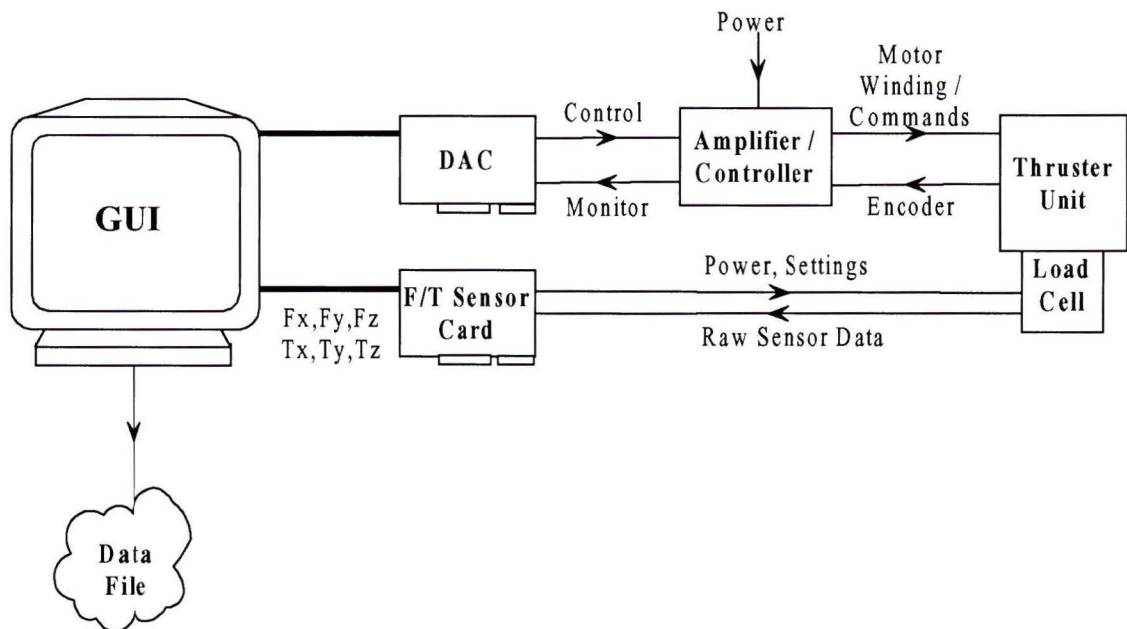 Power
Motor
Winding /
Commands
Control
Amplifier /
Controller
DAC
Thruster
Unit
GUI
Monitor
Encoder
Power, Settings
Load
Cell
F/T Sensor
Card
Fx,Fy,Fz
Tx,Ty,Tz
Raw Sensor Data
Data
File